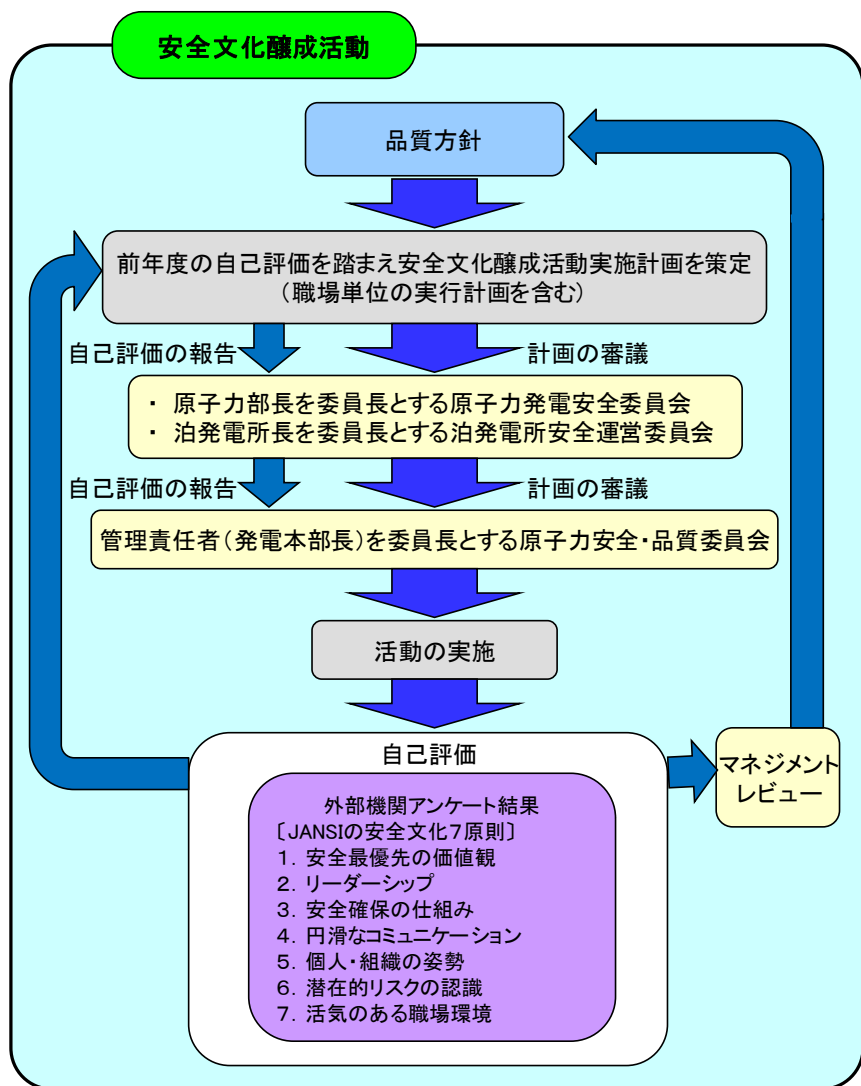 安全文化醸成活動
品質方針
前年度の自己評価を踏まえ安全文化醸成活動実施計画を策定
（職場単位の実行計画を含む）
自己評価の報告
計画の審議
・ 原子力部長を委員長とする原子力発電安全委員会
・ 泊発電所長を委員長とする泊発電所安全運営委員会
自己評価の報告
計画の審議
管理責任者（発電本部長）を委員長とする原子力安全・品質委員会
活動の実施
自己評価
マネジメント
レビュー
外部機関アンケート結果
〔JANSIの安全文化７原則〕
１．安全最優先の価値観
２．リーダーシップ
３．安全確保の仕組み
４．円滑なコミュニケーション
５．個人・組織の姿勢
６．潜在的リスクの認識
７．活気のある職場環境